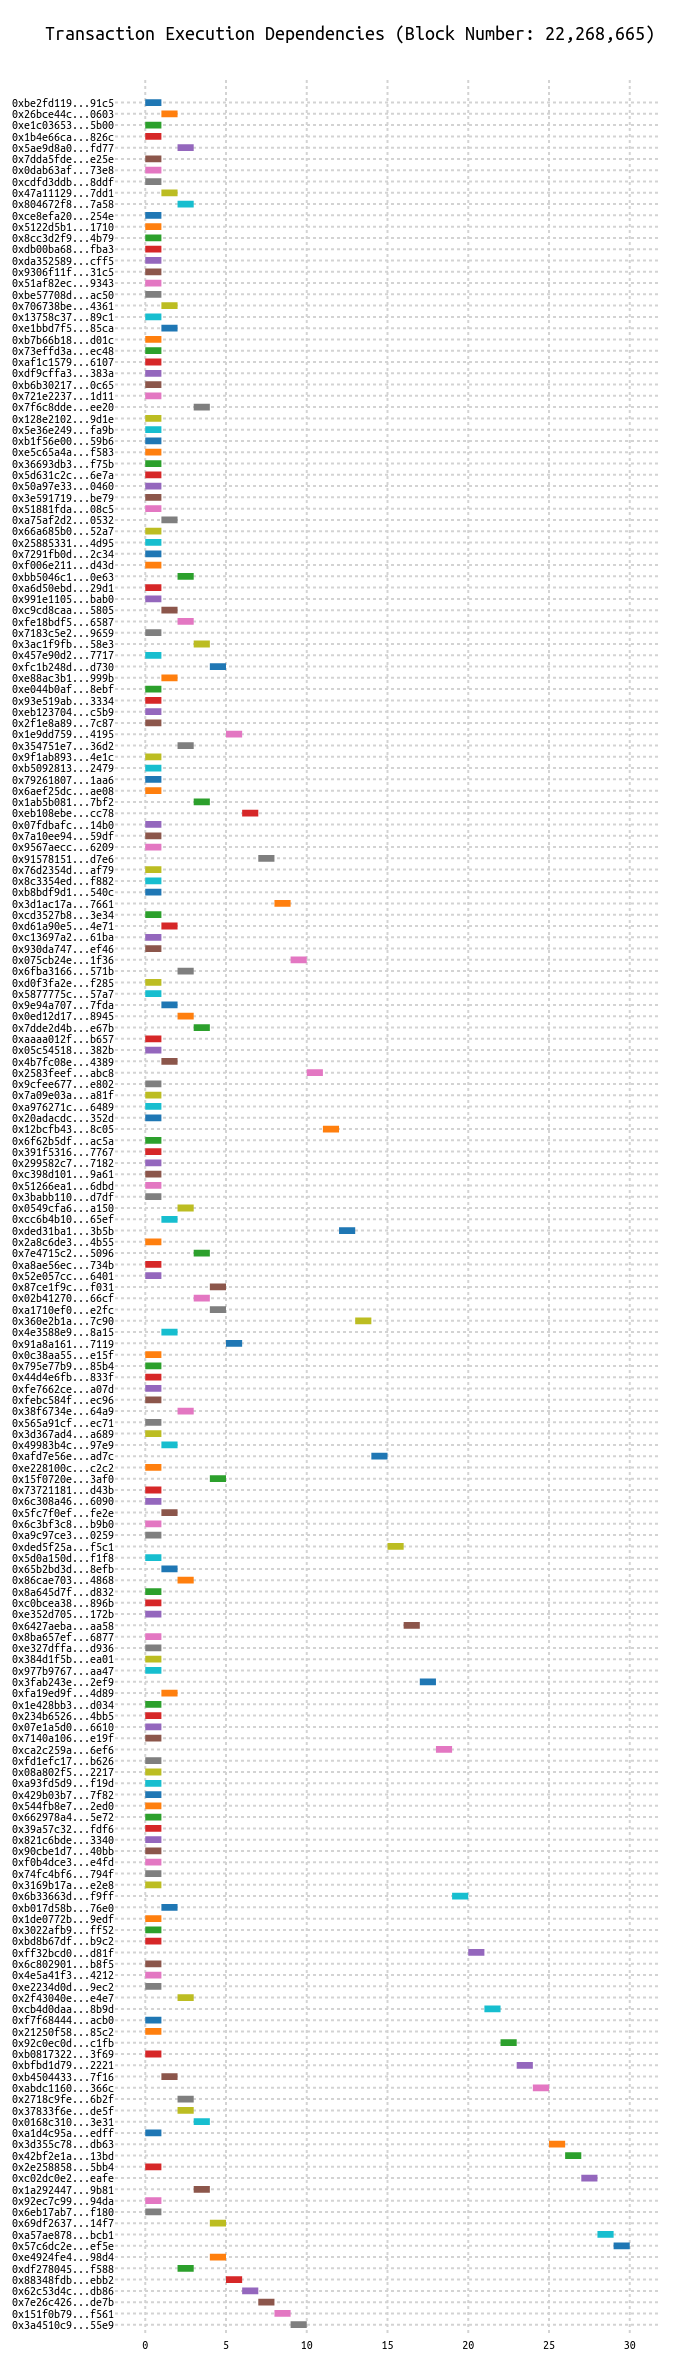 Transaction Execution Dependencies (Block Number: 22,268,665)
0xbe2fd119...91c5
0x26bce44c...0603
0xe1c03653...5b00
0x1b4e66ca...826c
0x5ae9d8a0...fd77
0x7dda5fde...e25e
0x0dab63af...73e8
0xcdfd3ddb...8ddf
0x47a11129...7dd1
0x804672f8...7a58
0xce8efa20...254e
0x5122d5b1...1710
0x8cc3d2f9...4b79
0xdb00ba68...fba3
0xda352589...cff5
0x9306f11f...31c5
0x51af82ec...9343
0xbe57708d...ac50
0x706738be...4361
0x13758c37...89c1
0xe1bbd7f5...85ca
0xb7b66b18...d01c
0x73effd3a...ec48
0xaf1c1579...6107
0xdf9cffa3...383a
0xb6b30217...0c65
0x721e2237...1d11
0x7f6c8dde...ee20
0x128e2102...9d1e
0x5e36e249...fa9b
0xb1f56e00...59b6
0xe5c65a4a...f583
0x36693db3...f75b
0x5d631c2c...6e7a
0x50a97e33...0460
0x3e591719...be79
0x51881fda...08c5
0xa75af2d2...0532
0x66a685b0...52a7
0x25885331...4d95
0x7291fb0d...2c34
0xf006e211...d43d
0xbb5046c1...0e63
0xa6d50ebd...29d1
0x991e1105...bab0
0xc9cd8caa...5805
0xfe18bdf5...6587
0x7183c5e2...9659
0x3ac1f9fb...58e3
0x457e90d2...7717
0xfc1b248d...d730
0xe88ac3b1...999b
0xe044b0af...8ebf
0x93e519ab...3334
0xeb123704...c5b9
0x2f1e8a89...7c87
0x1e9dd759...4195
0x354751e7...36d2
0x9f1ab893...4e1c
0xb5092813...2479
0x79261807...1aa6
0x6aef25dc...ae08
0x1ab5b081...7bf2
0xeb108ebe...cc78
0x07fdbafc...14b0
0x7a10ee94...59df
0x9567aecc...6209
0x91578151...d7e6
0x76d2354d...af79
0x8c3354ed...f882
0xb8bdf9d1...540c
0x3d1ac17a...7661
0xcd3527b8...3e34
0xd61a90e5...4e71
0xc13697a2...61ba
0x930da747...ef46
0x075cb24e...1f36
0x6fba3166...571b
0xd0f3fa2e...f285
0x5877775c...57a7
0x9e94a707...7fda
0x0ed12d17...8945
0x7dde2d4b...e67b
0xaaaa012f...b657
0x05c54518...382b
0x4b7fc08e...4389
0x2583feef...abc8
0x9cfee677...e802
0x7a09e03a...a81f
0xa976271c...6489
0x20adacdc...352d
0x12bcfb43...8c05
0x6f62b5df...ac5a
0x391f5316...7767
0x299582c7...7182
0xc398d101...9a61
0x51266ea1...6dbd
0x3babb110...d7df
0x0549cfa6...a150
0xcc6b4b10...65ef
0xded31ba1...3b5b
0x2a8c6de3...4b55
0x7e4715c2...5096
0xa8ae56ec...734b
0x52e057cc...6401
0x87ce1f9c...f031
0x02b41270...66cf
0xa1710ef0...e2fc
0x360e2b1a...7c90
0x4e3588e9...8a15
0x91a8a161...7119
0x0c38aa55...e15f
0x795e77b9...85b4
0x44d4e6fb...833f
0xfe7662ce...a07d
0xfebc584f...ec96
0x38f6734e...64a9
0x565a91cf...ec71
0x3d367ad4...a689
0x49983b4c...97e9
0xafd7e56e...ad7c
0xe228100c...c2c2
0x15f0720e...3af0
0x73721181...d43b
0x6c308a46...6090
0x5fc7f0ef...fe2e
0x6c3bf3c8...b9b0
0xa9c97ce3...0259
0xded5f25a...f5c1
0x5d0a150d...f1f8
0x65b2bd3d...8efb
0x86cae703...4868
0x8a645d7f...d832
0xc0bcea38...896b
0xe352d705...172b
0x6427aeba...aa58
0x8ba657ef...6877
0xe327dffa...d936
0x384d1f5b...ea01
0x977b9767...aa47
0x3fab243e...2ef9
0xfa19ed9f...4d89
0x1e428bb3...d034
0x234b6526...4bb5
0x07e1a5d0...6610
0x7140a106...e19f
0xca2c259a...6ef6
0xfd1efc17...b626
0x08a802f5...2217
0xa93fd5d9...f19d
0x429b03b7...7f82
0x544fb8e7...2ed0
0x662978a4...5e72
0x39a57c32...fdf6
0x821c6bde...3340
0x90cbe1d7...40bb
0xf0b4dce3...e4fd
0x74fc4bf6...794f
0x3169b17a...e2e8
0x6b33663d...f9ff
0xb017d58b...76e0
0x1de0772b...9edf
0x3022afb9...ff52
0xbd8b67df...b9c2
0xff32bcd0...d81f
0x6c802901...b8f5
0x4e5a41f3...4212
0xe2234d0d...9ec2
0x2f43040e...e4e7
0xcb4d0daa...8b9d
0xf7f68444...acb0
0x21250f58...85c2
0x92c0ec0d...c1fb
0xb0817322...3f69
0xbfbd1d79...2221
0xb4504433...7f16
0xabdc1160...366c
0x2718c9fe...6b2f
0x37833f6e...de5f
0x0168c310...3e31
0xa1d4c95a...edff
0x3d355c78...db63
0x42bf2e1a...13bd
0x2e258858...5bb4
0xc02dc0e2...eafe
0x1a292447...9b81
0x92ec7c99...94da
0x6eb17ab7...f180
0x69df2637...14f7
0xa57ae878...bcb1
0x57c6dc2e...ef5e
0xe4924fe4...98d4
0xdf278045...f588
0x88348fdb...ebb2
0x62c53d4c...db86
0x7e26c426...de7b
0x151f0b79...f561
0x3a4510c9...55e9
0 5 10 15 20 25 30